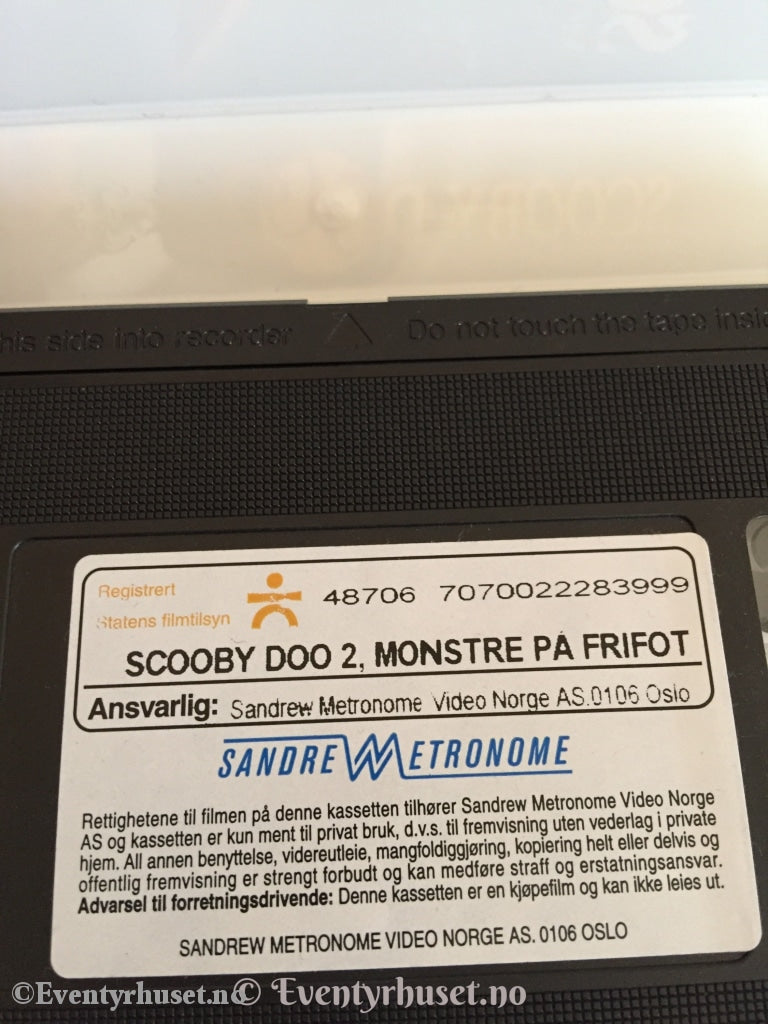 SCOOBY-D
his side into recorder Do not touch the tape insid
Registrert
Statens filmtilsyn
48706 7070022283999
SCOOBY DOO 2, MONSTRE PÅ FRIFOT
Ansvarlig: Sandrew Metronome Video Norge AS.0106 Oslo
SANDREW METRONOME
Rettighetene til filmen på denne kassetten tilhører Sandrew Metronome Video Norge
AS og kassetten er kun ment til privat bruk, d.v.s. til fremvisning uten vederlag i private
hjem. All annen benyttelse, videreutleie, mangfoldiggjøring, kopiering helt eller delvis og
offentlig fremvisning er strengt forbudt og kan medføre straff og erstatningsansvar.
Advarsel til forretningsdrivende: Denne kassetten er en kjøpefilm og kan ikke leies ut.
SANDREW METRONOME VIDEO NORGE AS. 0106 OSLO
©Eventyrhuset.no © Eventyrhuset.no